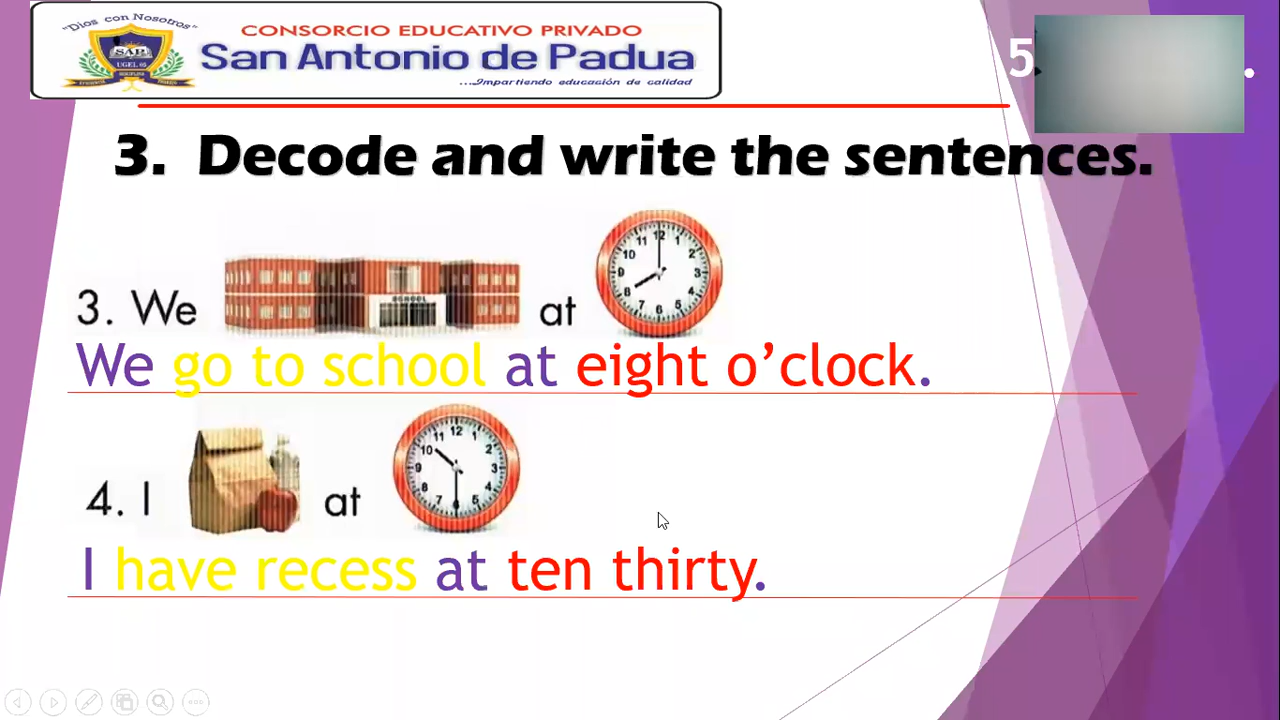 "Dios con Nosotros"
CONSORCIO EDUCATIVO PRIVADO
San Antonio de Padua
...Impartiendo educación de calidad
SAP
UGEL 05
5
.
3. Decode and write the sentences.
SCHOOL
3. We at
We go to school at eight o’clock.
4. I at
I have recess at ten thirty.